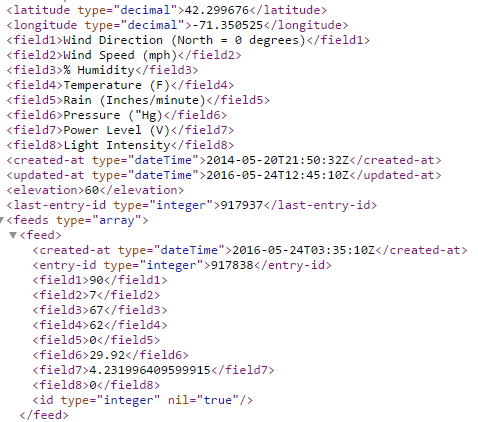 <latitude type="decimal">42.299676</latitude>
<longitude type="decimal">-71.350525</longitude>
<field1>Wind Direction (North = 0 degrees)</field1>
<field2>Wind Speed (mph)</field2>
<field3>% Humidity</field3>
<field4>Temperature (F)</field4>
<field5>Rain (Inches/minute)</field5>
<field6>Pressure ("Hg)</field6>
<field7>Power Level (V)</field7>
<field8>Light Intensity</field8>
<created-at type="dateTime">2014-05-20T21:50:32Z</created-at>
<updated-at type="dateTime">2016-05-24T12:45:10Z</updated-at>
<elevation>60</elevation>
<last-entry-id type="integer">917937</last-entry-id>
<feeds type="array">
<feed>
<created-at type="dateTime">2016-05-24T03:35:10Z</created-at>
<entry-id type="integer">917838</entry-id>
<field1>90</field1>
<field2>7</field2>
<field3>67</field3>
<field4>62</field4>
<field5>0</field5>
<field6>29.92</field6>
<field7>4.231996409599915</field7>
<field8>0</field8>
<id type="integer" nil="true"/>
</feed>